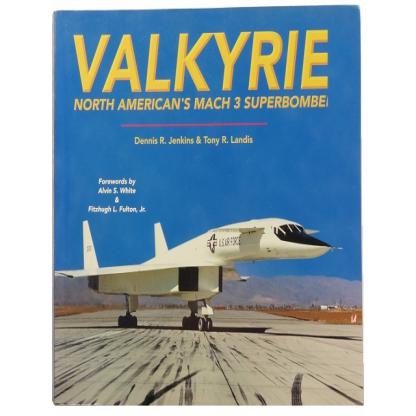 VALKYRIE
NORTH AMERICAN'S MACH 3 SUPERBOMBE
Dennis R. Jenkins & Tony R. Landis
Forewords by
Alvin S. White
&
Fitzhugh L. Fulton, Jr.
U.S. AIR FORCE